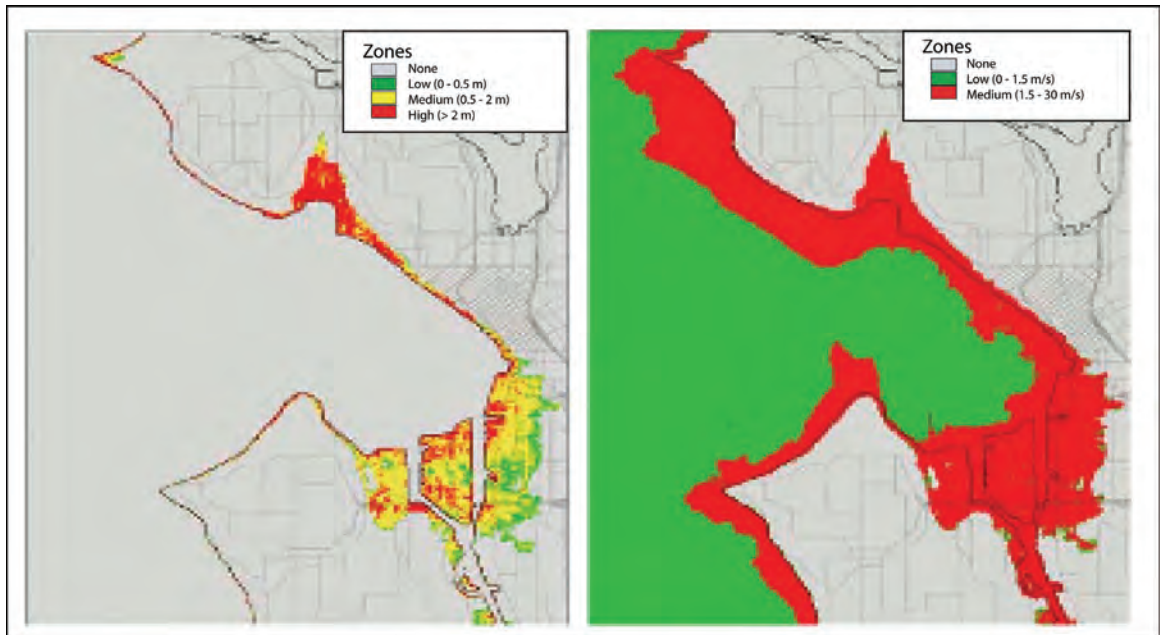 Zones
None
Low (0 - 0.5 m)
Medium (0.5 - 2 m)
High (> 2 m)
Zones
None
Low (0 - 1.5 m/s)
Medium (1.5 - 30 m/s)